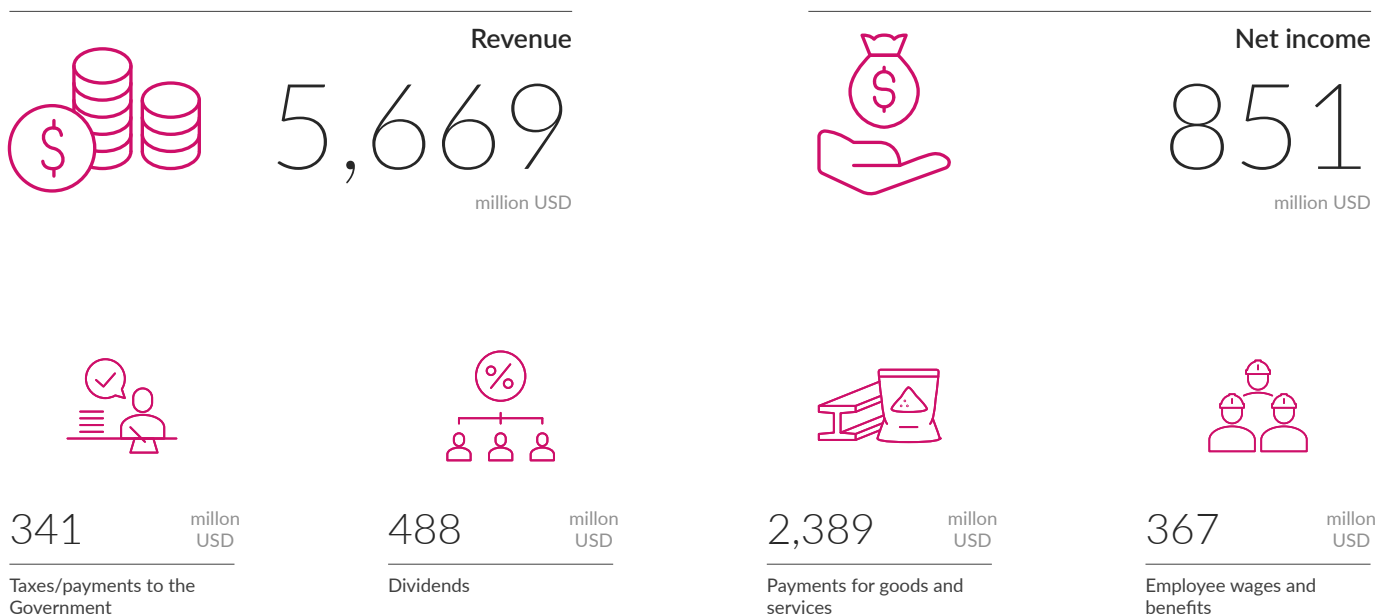 Revenue
5,669
million USD
Net income
851
million USD
341
millon
USD
Taxes/payments to the
Government
488
millon
USD
Dividends
2,389
millon
USD
Payments for goods and
services
367
millon
USD
Employee wages and
benefits